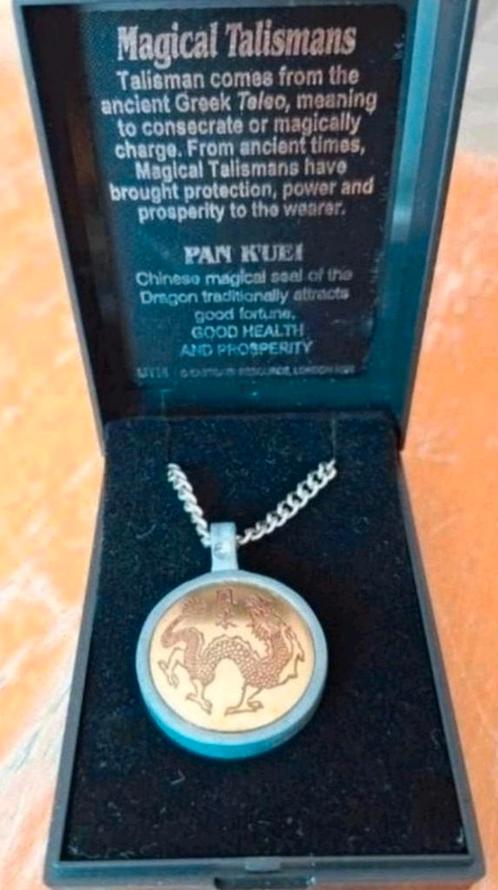 Magical Talismans
Talisman comes from the
ancient Greek Teleo, meaning
to consecrate or magically
charge. From ancient times,
Magical Talismans have
brought protection, power and
prosperity to the wearer.
PAN K'UEI
Chinese magical seal of the
Dragon traditionally attracts
good fortune,
GOOD HEALTH
AND PROSPERITY
RESOURCE, LONDON